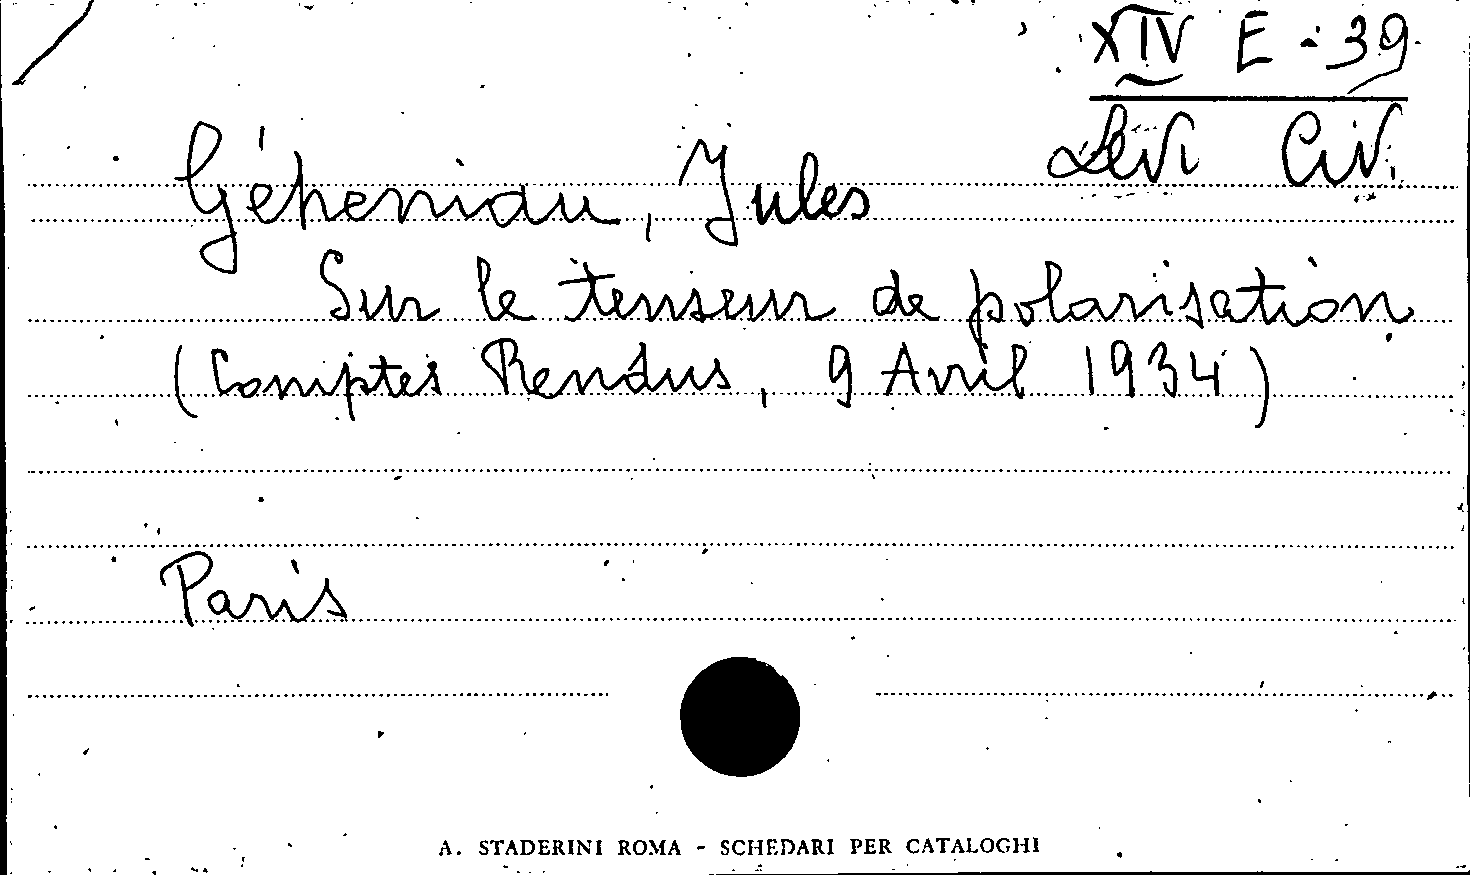 XIV E - 39
Levi Civ.
Géheniau, Jules
Sur le tenseur de polarisation
(Comptes Rendus, 9 Avril 1934)
Paris
A. STADERINI ROMA - SCHEDARI PER CATALOGHI